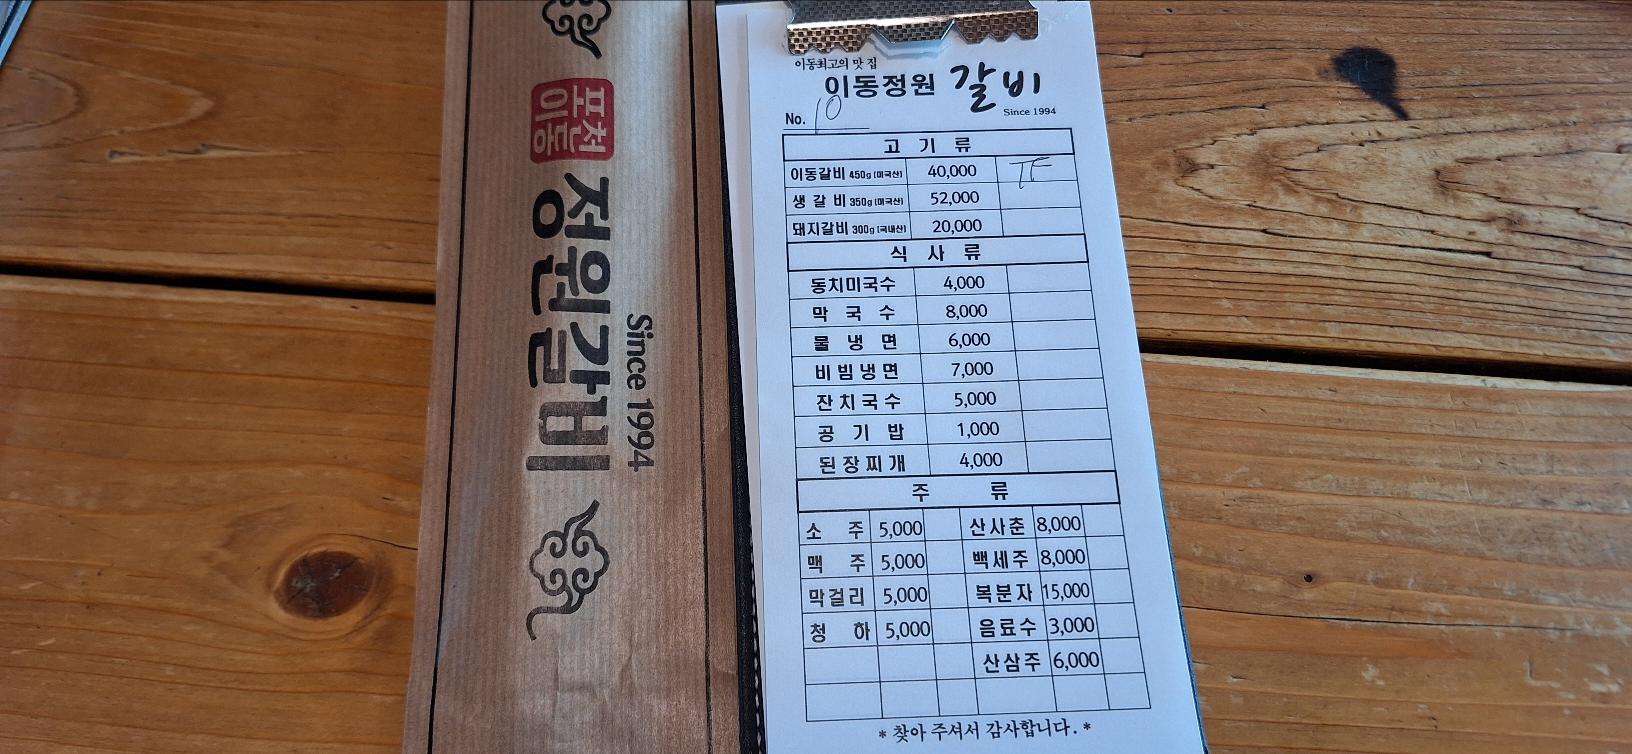 포천
이동
정원갈비
Since 1994
이동최고의 맛 집
이동정원 갈비
Since 1994
No. 10
고 기 류
이동갈비 450g (미국산) 40,000
생 갈 비 350g (미국산) 52,000
돼지갈비 300g (국내산) 20,000
식 사 류
동치미국수 4,000
막 국 수 8,000
물 냉 면 6,000
비 빔 냉 면 7,000
잔 치 국 수 5,000
공 기 밥 1,000
된 장 찌 개 4,000
주 류
소 주 5,000 산사춘 8,000
맥 주 5,000 백세주 8,000
막걸리 5,000 복분자 15,000
청 하 5,000 음료수 3,000
산삼주 6,000
* 찾아 주셔서 감사합니다. *